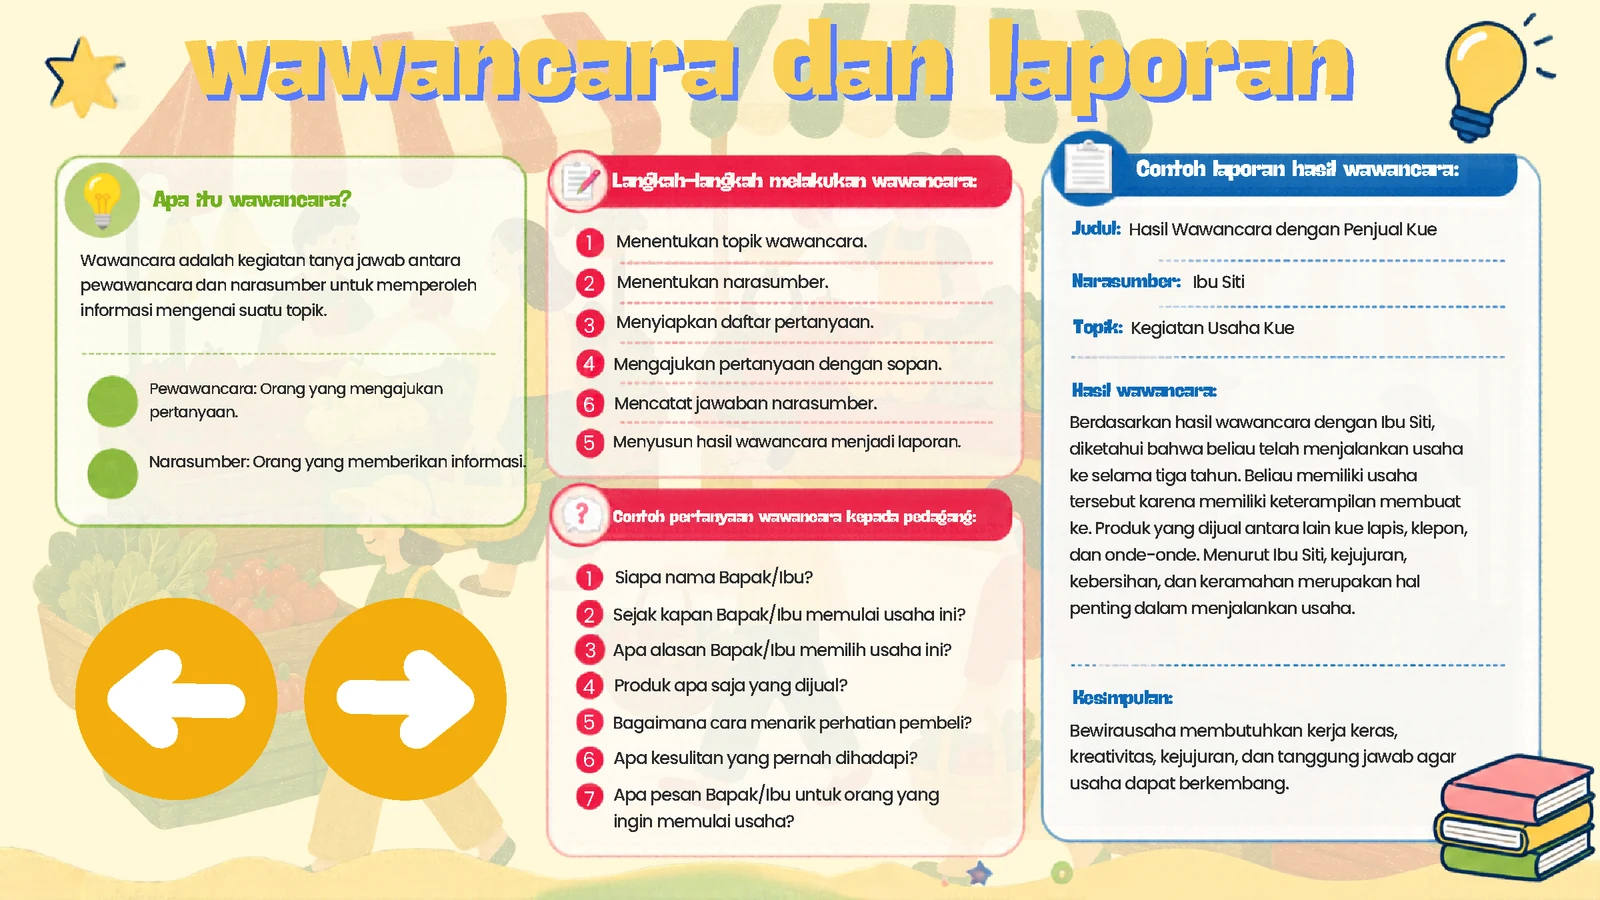 wawancara dan laporan
Apa itu wawancara?
Wawancara adalah kegiatan tanya jawab antara
pewawancara dan narasumber untuk memperoleh
informasi mengenai suatu topik.
Pewawancara: Orang yang mengajukan
pertanyaan.
Narasumber: Orang yang memberikan informasi.
Langkah-langkah melakukan wawancara:
1 Menentukan topik wawancara.
2 Menentukan narasumber.
3 Menyiapkan daftar pertanyaan.
4 Mengajukan pertanyaan dengan sopan.
6 Mencatat jawaban narasumber.
5 Menyusun hasil wawancara menjadi laporan.
Contoh pertanyaan wawancara kepada pedagang:
1 Siapa nama Bapak/Ibu?
2 Sejak kapan Bapak/Ibu memulai usaha ini?
3 Apa alasan Bapak/Ibu memilih usaha ini?
4 Produk apa saja yang dijual?
5 Bagaimana cara menarik perhatian pembeli?
6 Apa kesulitan yang pernah dihadapi?
7 Apa pesan Bapak/Ibu untuk orang yang
ingin memulai usaha?
Contoh laporan hasil wawancara:
Judul: Hasil Wawancara dengan Penjual Kue
Narasumber: Ibu Siti
Topik: Kegiatan Usaha Kue
Hasil wawancara:
Berdasarkan hasil wawancara dengan Ibu Siti,
diketahui bahwa beliau telah menjalankan usaha
ke selama tiga tahun. Beliau memiliki usaha
tersebut karena memiliki keterampilan membuat
ke. Produk yang dijual antara lain kue lapis, klepon,
dan onde-onde. Menurut Ibu Siti, kejujuran,
kebersihan, dan keramahan merupakan hal
penting dalam menjalankan usaha.
Kesimpulan:
Bewirausaha membutuhkan kerja keras,
kreativitas, kejujuran, dan tanggung jawab agar
usaha dapat berkembang.